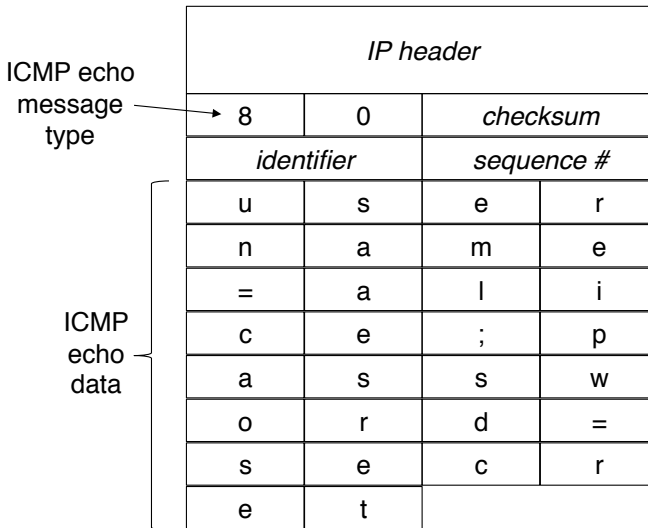 IP header
ICMP echo
message
type
8 0 checksum
identifier sequence #
u s e r
n a m e
= a l i
c e ; p
a s s w
o r d =
s e c r
e t
ICMP
echo
data